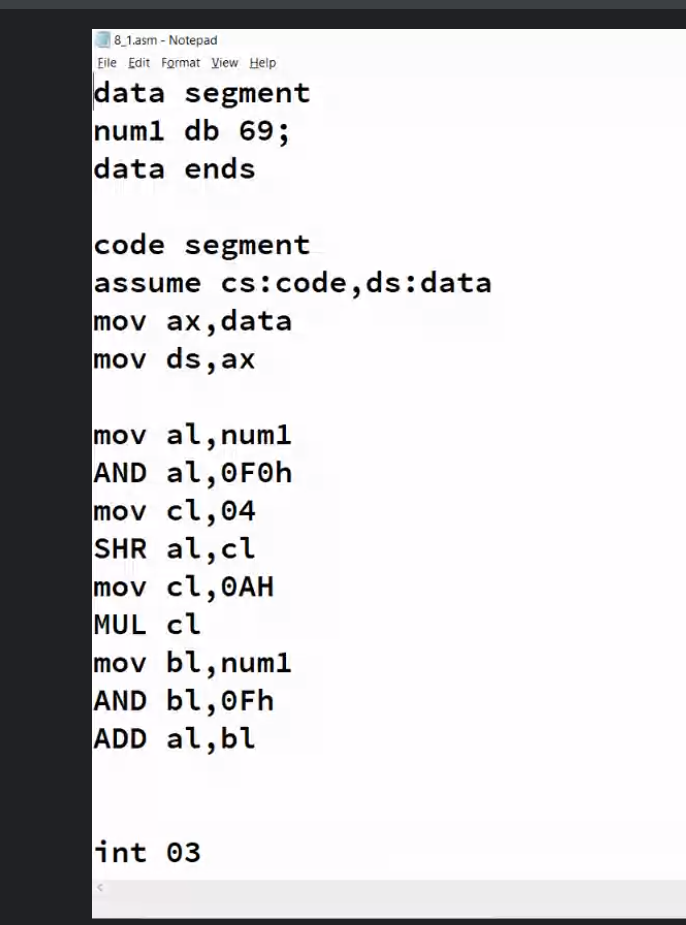 8_1.asm - Notepad
File Edit Format View Help
data segment
num1 db 69;
data ends
code segment
assume cs:code,ds:data
mov ax,data
mov ds,ax
mov al,num1
AND al,0F0h
mov cl,04
SHR al,cl
mov cl,0AH
MUL cl
mov bl,num1
AND bl,0Fh
ADD al,bl
int 03